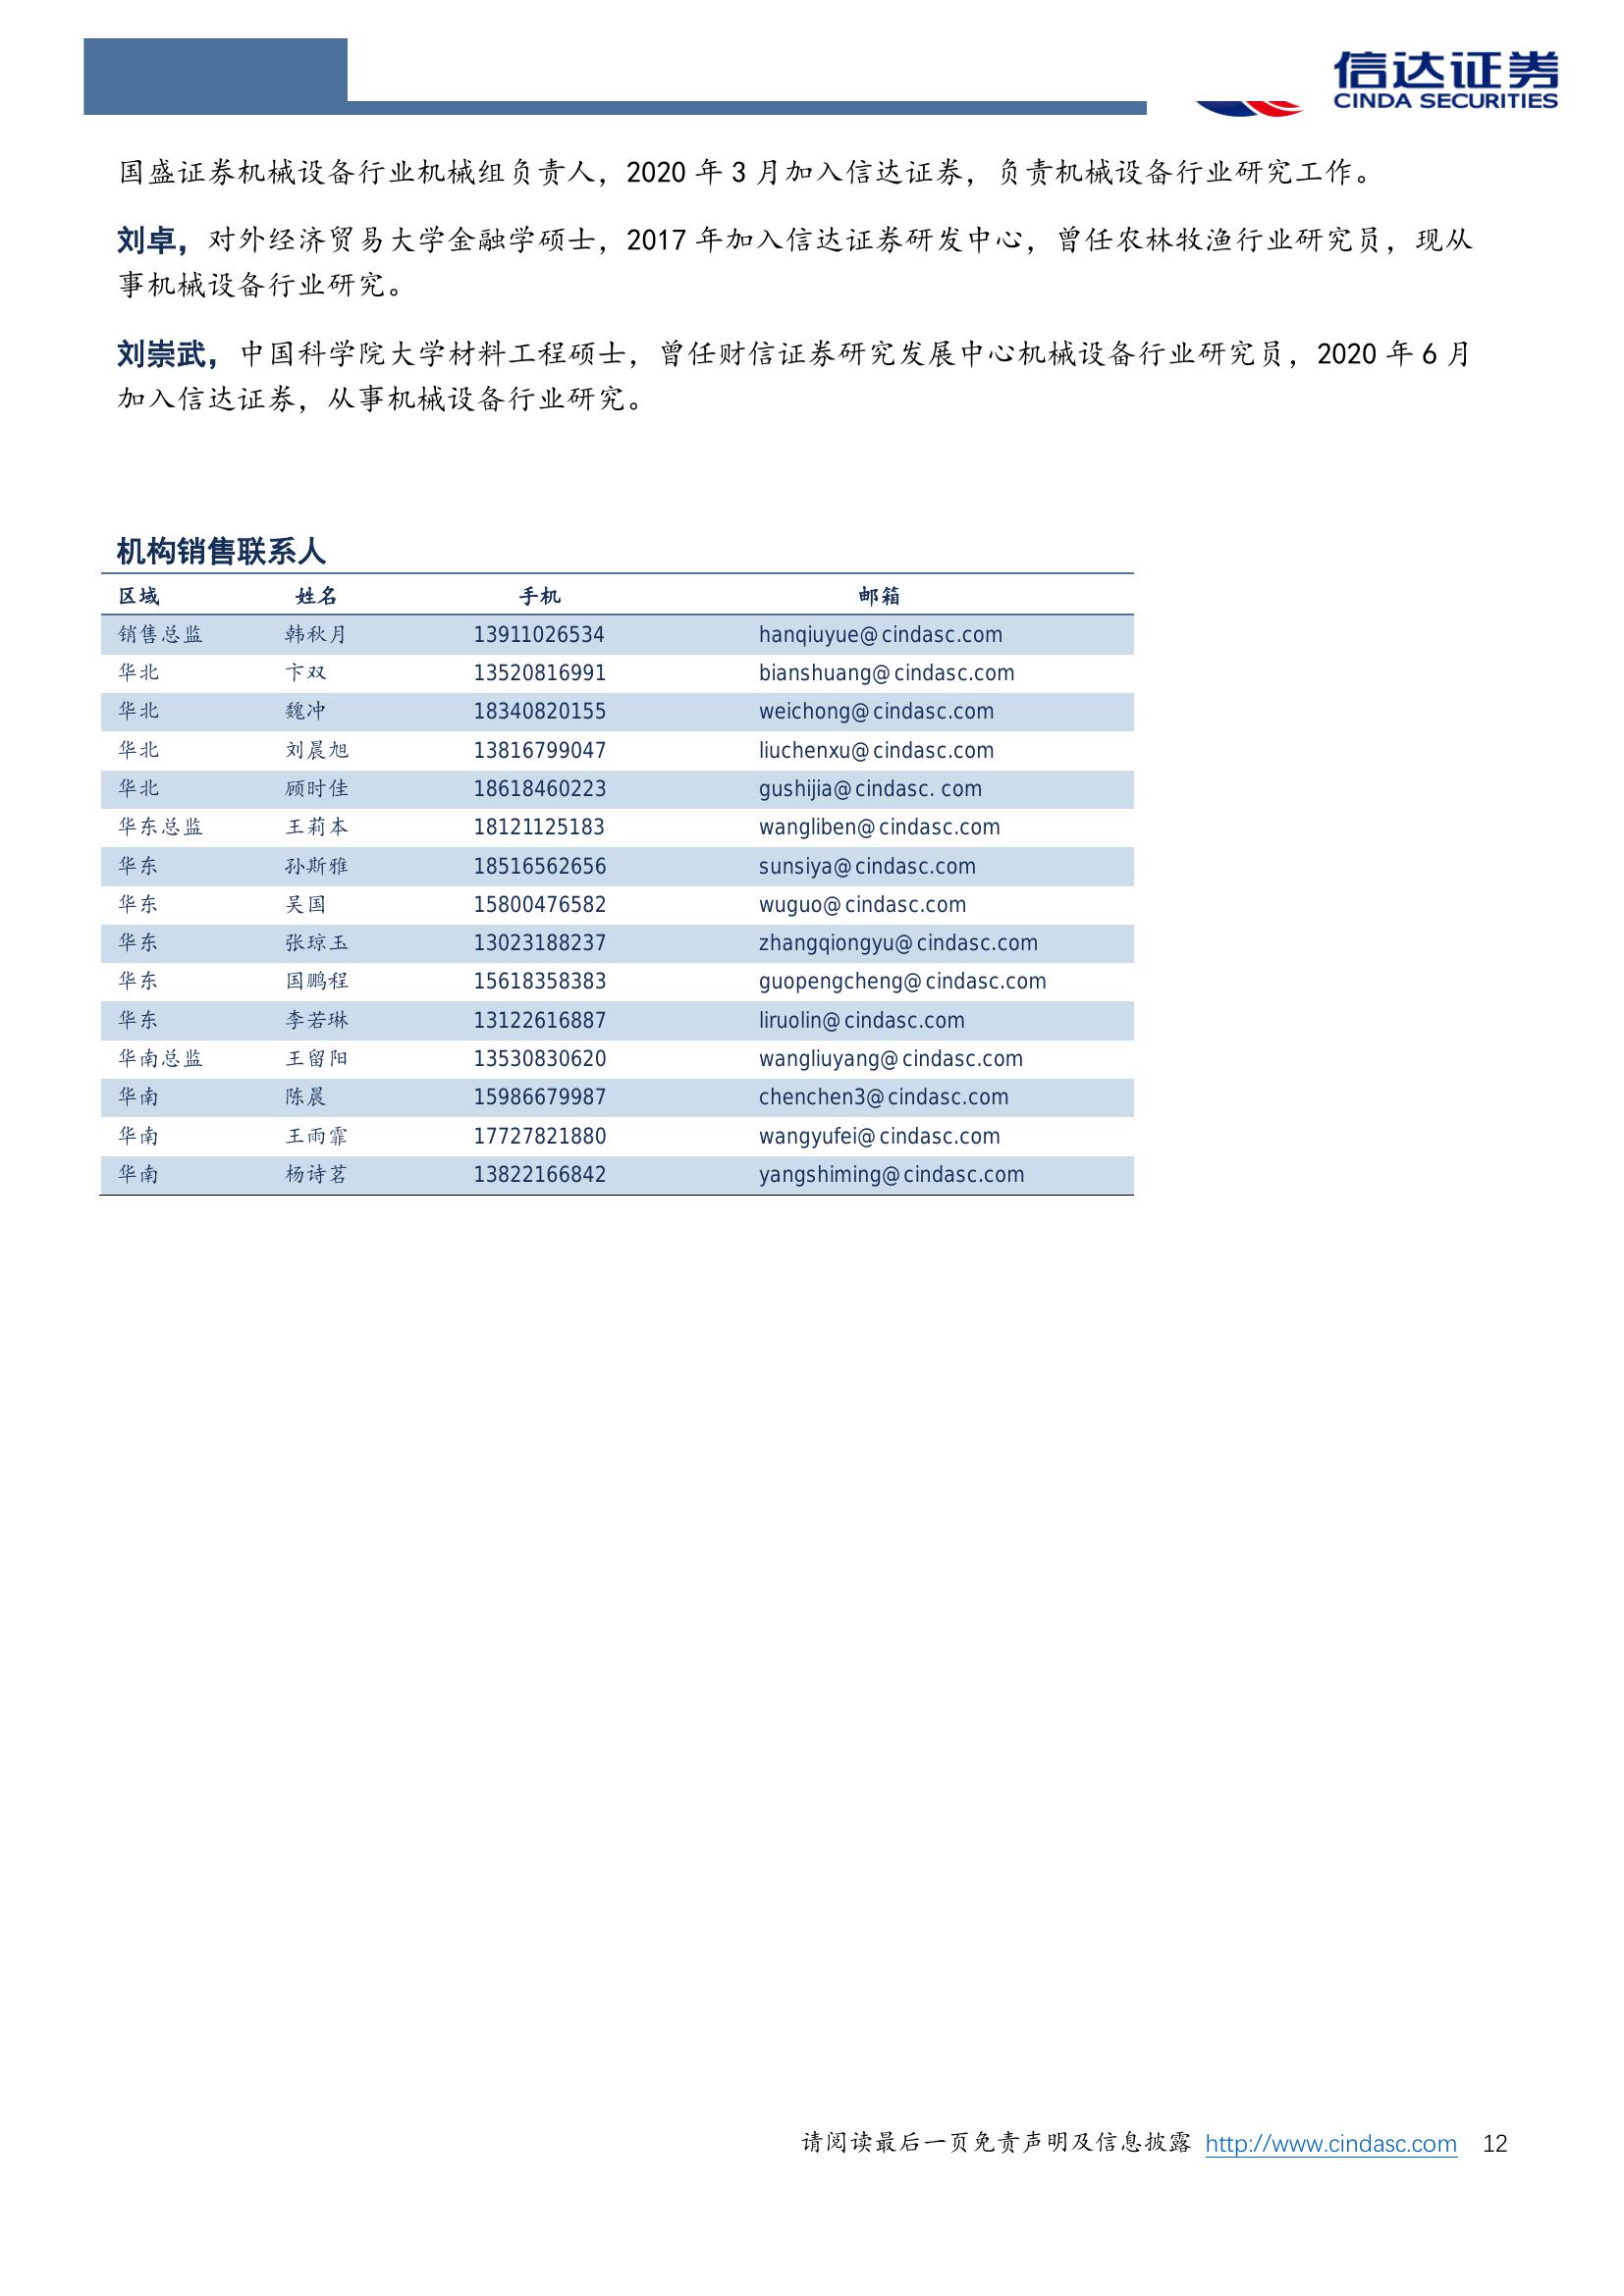 信达证券
CINDA SECURITIES
国盛证券机械设备行业机械组负责人，2020 年 3 月加入信达证券，负责机械设备行业研究工作。
刘卓，对外经济贸易大学金融学硕士，2017 年加入信达证券研发中心，曾任农林牧渔行业研究员，现从
事机械设备行业研究。
刘崇武，中国科学院大学材料工程硕士，曾任财信证券研究发展中心机械设备行业研究员，2020 年 6 月
加入信达证券，从事机械设备行业研究。
机构销售联系人
区域 姓名 手机 邮箱
销售总监 韩秋月 13911026534 hanqiuyue@cindasc.com
华北 卞双 13520816991 bianshuang@cindasc.com
华北 魏冲 18340820155 weichong@cindasc.com
华北 刘晨旭 13816799047 liuchenxu@cindasc.com
华北 顾时佳 18618460223 gushijia@cindasc. com
华东总监 王莉本 18121125183 wangliben@cindasc.com
华东 孙斯雅 18516562656 sunsiya@cindasc.com
华东 吴国 15800476582 wuguo@cindasc.com
华东 张琼玉 13023188237 zhangqiongyu@cindasc.com
华东 国鹏程 15618358383 guopengcheng@cindasc.com
华东 李若琳 13122616887 liruolin@cindasc.com
华南总监 王留阳 13530830620 wangliuyang@cindasc.com
华南 陈晨 15986679987 chenchen3@cindasc.com
华南 王雨霏 17727821880 wangyufei@cindasc.com
华南 杨诗茗 13822166842 yangshiming@cindasc.com
请阅读最后一页免责声明及信息披露 http://www.cindasc.com 12